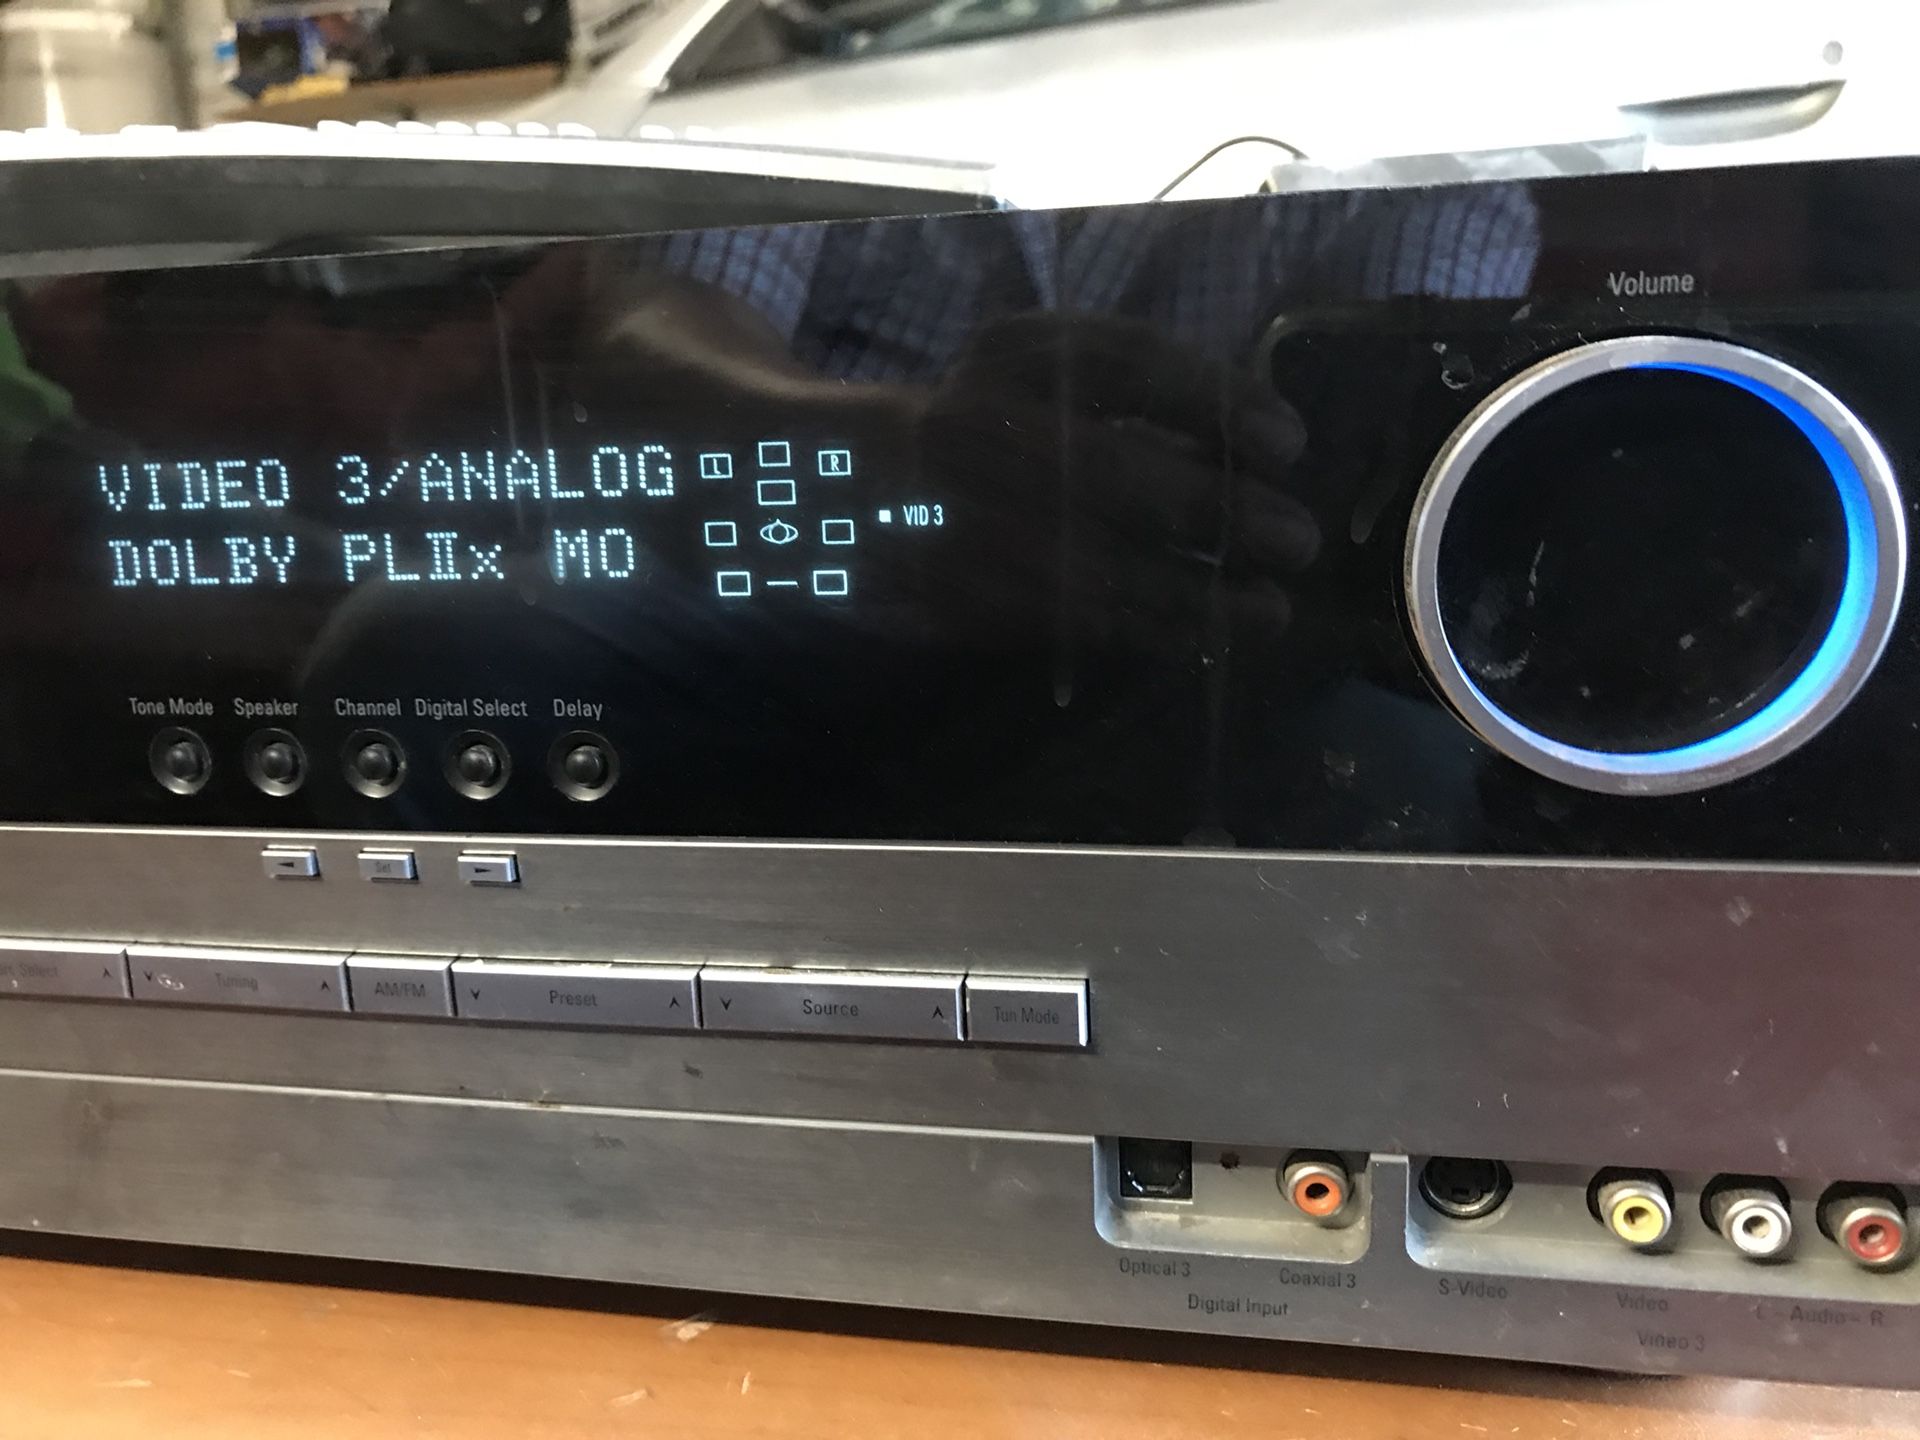 Volume
VIDEO 3/ANALOG
L
R
VID 3
DOLBY PLIIx MO
Tone Mode Speaker Channel Digital Select Delay
Set
Select Tuning AM/FM Preset Source Tun Mode
Optical 3 Coaxial 3 S-Video Video L - Audio - R
Digital Input
Video 3